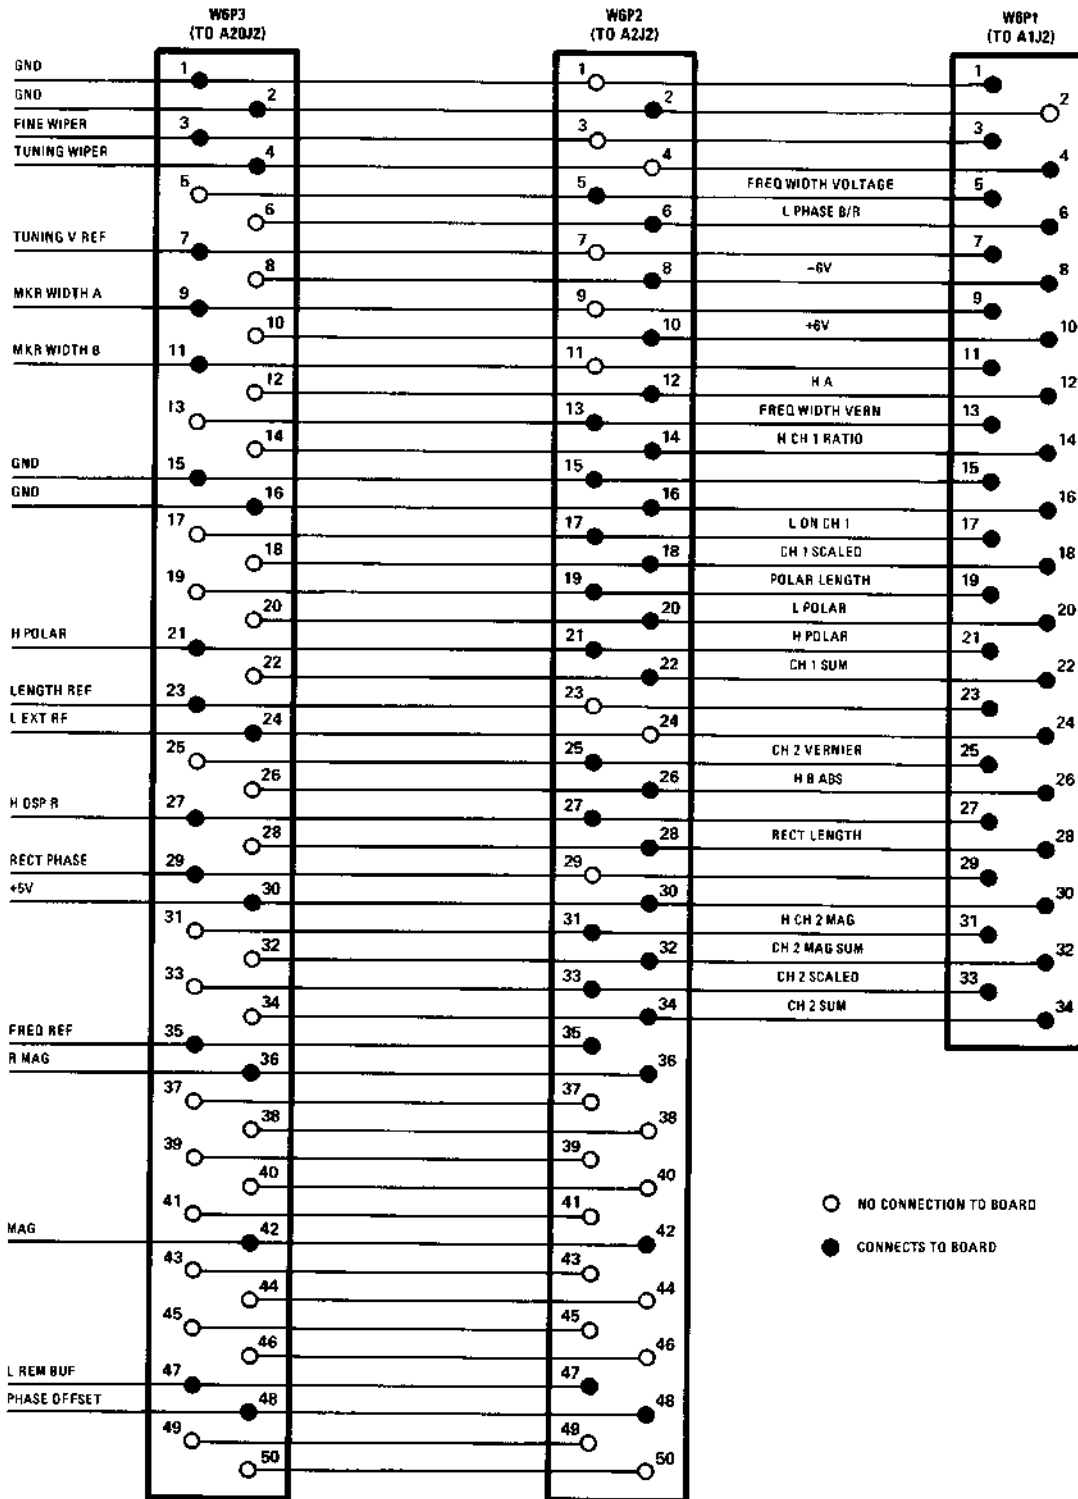 W6P3
(TO A20J2)
W6P2
(TO A2J2)
W6P1
(TO A1J2)
GND 1 1 1
GND 2 2 2
FINE WIPER 3 3 3
TUNING WIPER 4 4 4
5 5 FREQ WIDTH VOLTAGE 5
6 6 L PHASE B/R 6
TUNING V REF 7 7 7
8 8 -6V 8
MKR WIDTH A 9 9 9
10 10 +6V 10
MKR WIDTH B 11 11 11
12 12 H A 12
13 13 FREQ WIDTH VERN 13
14 14 H CH 1 RATIO 14
GND 15 15 15
GND 16 16 16
17 17 L ON CH 1 17
18 18 CH 1 SCALED 18
19 19 POLAR LENGTH 19
20 20 L POLAR 20
H POLAR 21 21 H POLAR 21
22 22 CH 1 SUM 22
LENGTH REF 23 23 23
L EXT RF 24 24 24
25 25 CH 2 VERNIER 25
26 26 H B ABS 26
H DSP R 27 27 27
28 28 RECT LENGTH 28
RECT PHASE 29 29 29
+5V 30 30 30
31 31 H CH 2 MAG 31
32 32 CH 2 MAG SUM 32
33 33 CH 2 SCALED 33
34 34 CH 2 SUM 34
FREQ REF 35 35
R MAG 36 36
37 37
38 38
39 39
40 40
41 41
MAG 42 42
43 43
44 44
45 45
46 46
L REM BUF 47 47
PHASE OFFSET 48 48
49 49
50 50
NO CONNECTION TO BOARD
CONNECTS TO BOARD